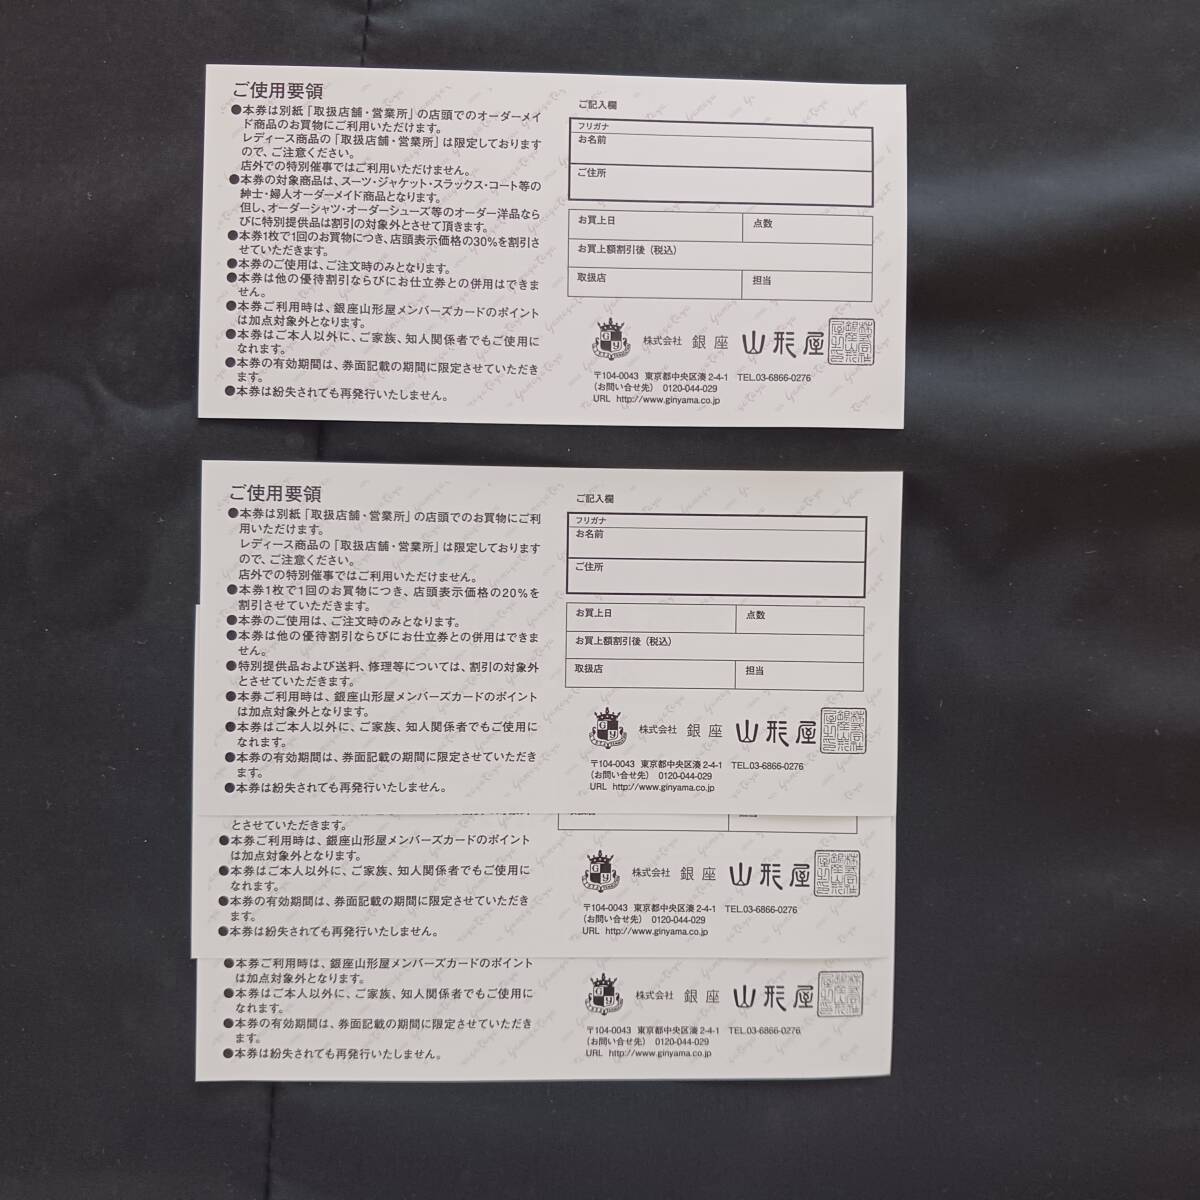 ご使用要領
●本券は別紙「取扱店舗・営業所」の店頭でのオーダーメイ
ド商品のお買物にご利用いただけます。
レディース商品の「取扱店舗・営業所」は限定しております
ので、ご注意ください。
店外での特別催事ではご利用いただけません。
●本券の対象商品は、スーツ・ジャケット・スラックス・コート等の
紳士・婦人オーダーメイド商品となります。
但し、オーダーシャツ・オーダーシューズ等のオーダー洋品なら
びに特別提供品は割引の対象外とさせて頂きます。
●本券1枚で1回のお買物につき、店頭表示価格の30%を割引さ
せていただきます。
●本券のご使用は、ご注文時のみとなります。
●本券は他の優待割引ならびにお仕立券との併用はできま
せん。
●本券ご利用時は、銀座山形屋メンバーズカードのポイント
は加点対象外となります。
●本券はご本人以外に、ご家族、知人関係者でもご使用に
なれます。
●本券の有効期間は、券面記載の期間に限定させていただき
ます。
●本券は紛失されても再発行いたしません。
ご記入欄
フリガナ
お名前
ご住所
お買上日 点数
お買上額割引後（税込）
取扱店 担当
GY 株式会社 銀座 山形屋
〒104-0043 東京都中央区湊2-4-1 TEL.03-6866-0276
（お問い合せ先） 0120-044-029
URL http://www.ginyama.co.jp
ご使用要領
●本券は別紙「取扱店舗・営業所」の店頭でのお買物にご利
用いただけます。
レディース商品の「取扱店舗・営業所」は限定しております
ので、ご注意ください。
店外での特別催事ではご利用いただけません。
●本券1枚で1回のお買物につき、店頭表示価格の20%を
割引させていただきます。
●本券のご使用は、ご注文時のみとなります。
●本券は他の優待割引ならびにお仕立券との併用はできま
せん。
●特別提供品および送料、修理等については、割引の対象外
とさせていただきます。
●本券ご利用時は、銀座山形屋メンバーズカードのポイント
は加点対象外となります。
●本券はご本人以外に、ご家族、知人関係者でもご使用に
なれます。
●本券の有効期間は、券面記載の期間に限定させていただき
ます。
●本券は紛失されても再発行いたしません。
ご記入欄
フリガナ
お名前
ご住所
お買上日 点数
お買上額割引後（税込）
取扱店 担当
GY 株式会社 銀座 山形屋
〒104-0043 東京都中央区湊2-4-1 TEL.03-6866-0276
（お問い合せ先） 0120-044-029
URL http://www.ginyama.co.jp
とさせていただきます。
●本券ご利用時は、銀座山形屋メンバーズカードのポイント
は加点対象外となります。
●本券はご本人以外に、ご家族、知人関係者でもご使用に
なれます。
●本券の有効期間は、券面記載の期間に限定させていただき
ます。
●本券は紛失されても再発行いたしません。
GY 株式会社 銀座 山形屋
〒104-0043 東京都中央区湊2-4-1 TEL.03-6866-0276
（お問い合せ先） 0120-044-029
URL http://www.ginyama.co.jp
●本券ご利用時は、銀座山形屋メンバーズカードのポイント
は加点対象外となります。
●本券はご本人以外に、ご家族、知人関係者でもご使用に
なれます。
●本券の有効期間は、券面記載の期間に限定させていただき
ます。
●本券は紛失されても再発行いたしません。
GY 株式会社 銀座 山形屋
〒104-0043 東京都中央区湊2-4-1 TEL.03-6866-0276
（お問い合せ先） 0120-044-029
URL http://www.ginyama.co.jp